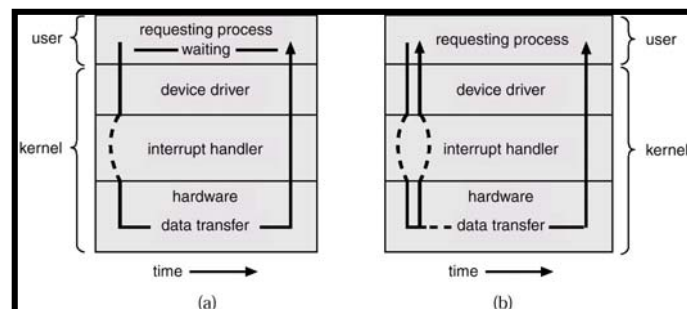 user
requesting process
waiting
device driver
kernel
interrupt handler
hardware
data transfer
time
(a)
requesting process
user
device driver
interrupt handler
kernel
hardware
data transfer
time
(b)